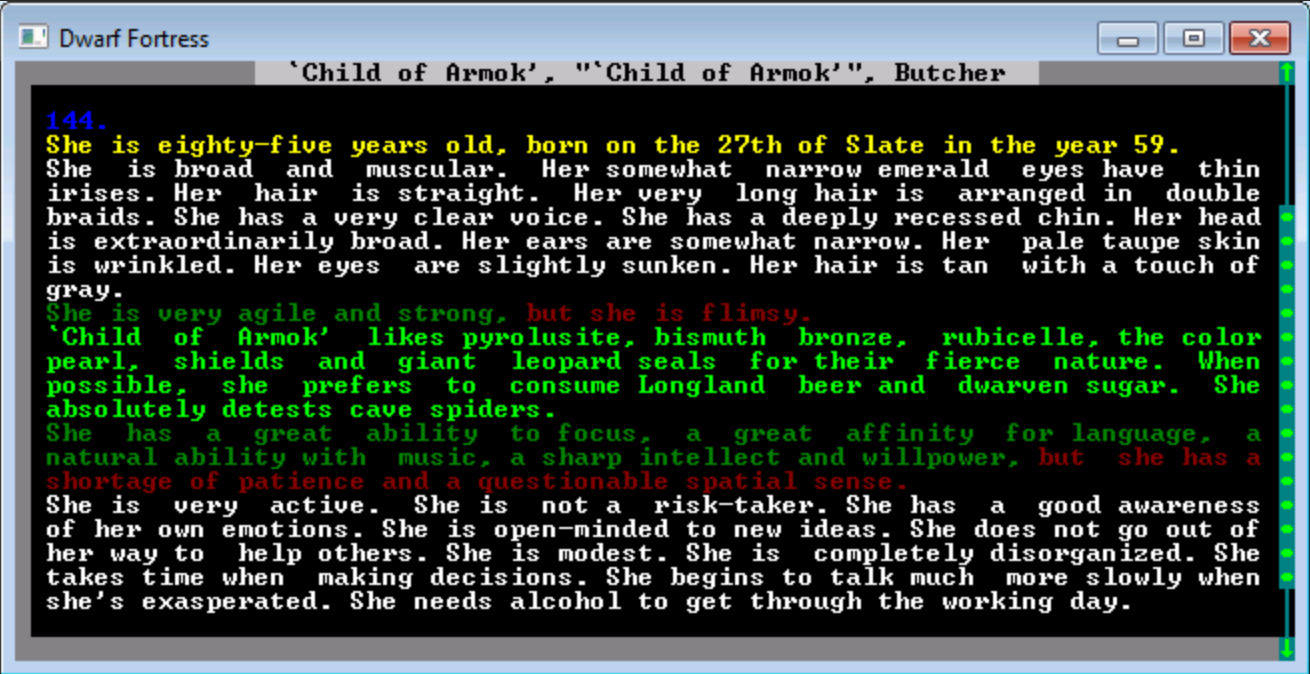 Dwarf Fortress
`Child of Armok', "`Child of Armok'", Butcher
144.
She is eighty-five years old, born on the 27th of Slate in the year 59.
She is broad and muscular. Her somewhat narrow emerald eyes have thin
irises. Her hair is straight. Her very long hair is arranged in double
braids. She has a very clear voice. She has a deeply recessed chin. Her head
is extraordinarily broad. Her ears are somewhat narrow. Her pale taupe skin
is wrinkled. Her eyes are slightly sunken. Her hair is tan with a touch of
gray.
She is very agile and strong, but she is flimsy.
`Child of Armok' likes pyrolusite, bismuth bronze, rubicelle, the color
pearl, shields and giant leopard seals for their fierce nature. When
possible, she prefers to consume Longland beer and dwarven sugar. She
absolutely detests cave spiders.
She has a great ability to focus, a great affinity for language, a
natural ability with music, a sharp intellect and willpower, but she has a
shortage of patience and a questionable spatial sense.
She is very active. She is not a risk-taker. She has a good awareness
of her own emotions. She is open-minded to new ideas. She does not go out of
her way to help others. She is modest. She is completely disorganized. She
takes time when making decisions. She begins to talk much more slowly when
she's exasperated. She needs alcohol to get through the working day.